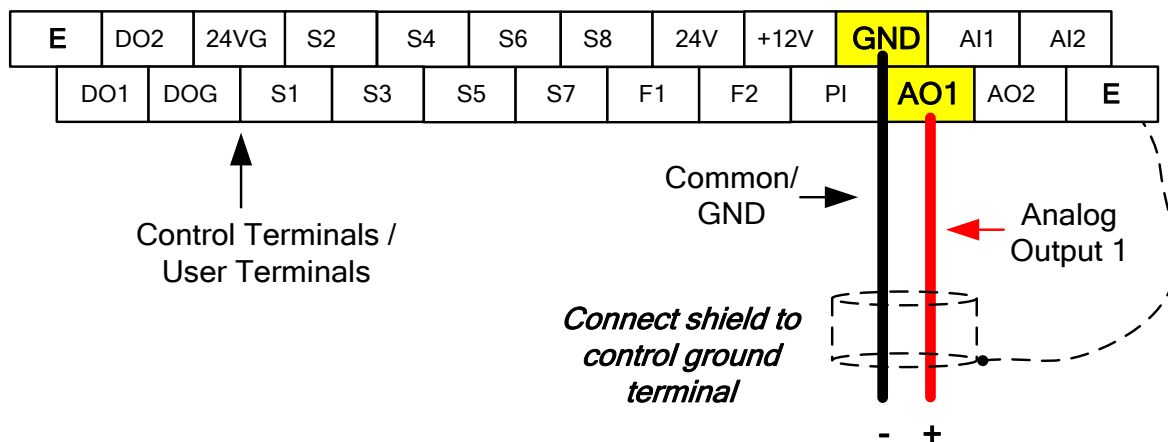 E DO2 24VG S2 S4 S6 S8 24V +12V GND AI1 AI2
DO1 DOG S1 S3 S5 S7 F1 F2 PI AO1 AO2 E
Common/
GND
Analog
Output 1
Control Terminals /
User Terminals
Connect shield to
control ground
terminal
- +